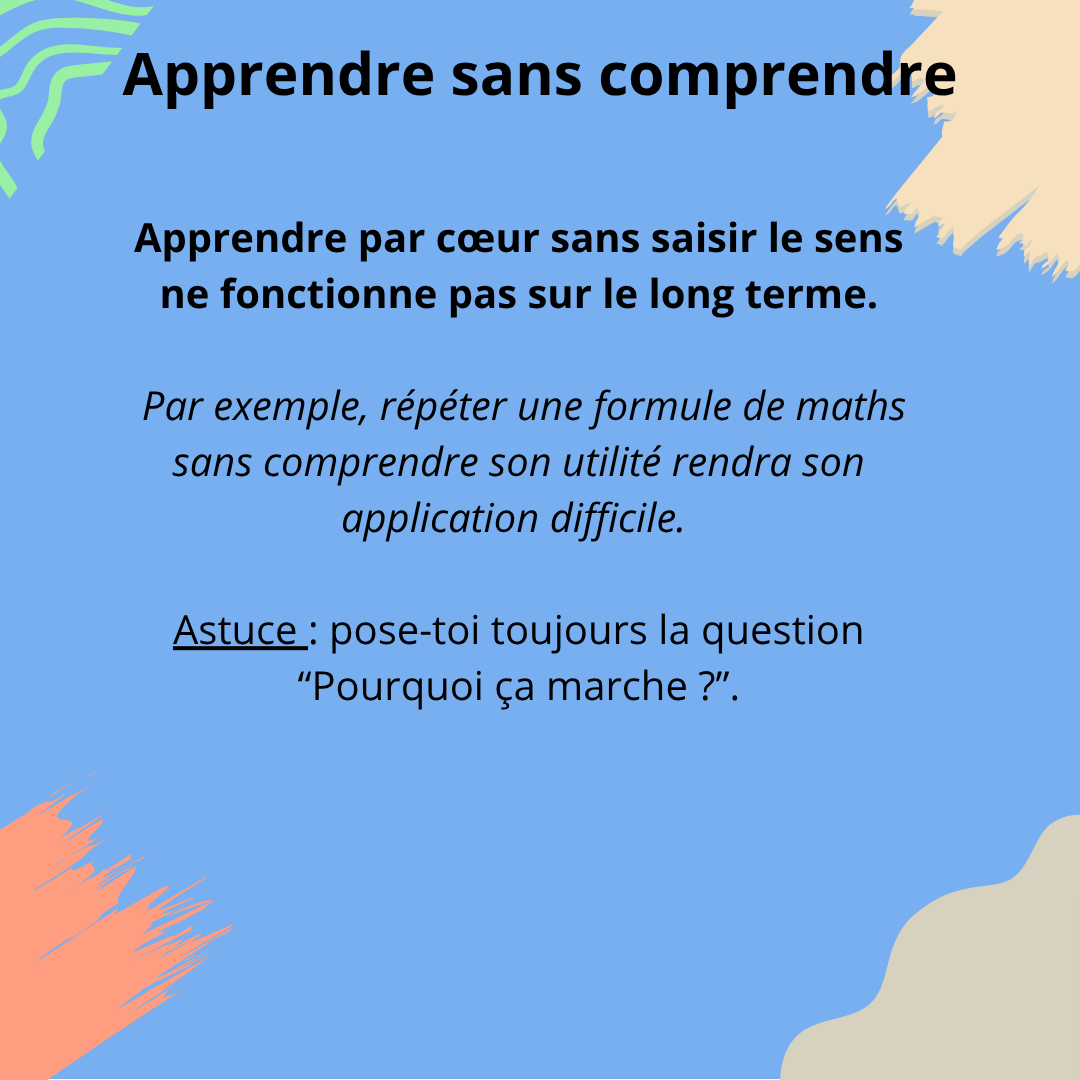 Apprendre sans comprendre
Apprendre par cœur sans saisir le sens
ne fonctionne pas sur le long terme.
Par exemple, répéter une formule de maths
sans comprendre son utilité rendra son
application difficile.
Astuce : pose-toi toujours la question
“Pourquoi ça marche ?”.